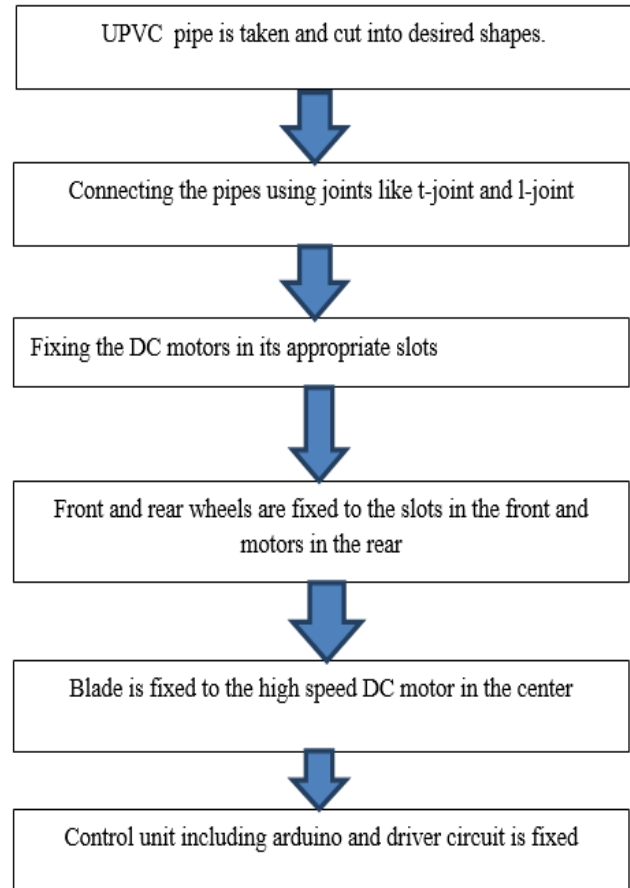 UPVC  pipe is taken and cut into desired shapes.
Connecting the pipes using joints like t-joint and l-joint
Fixing the DC motors in its appropriate slots
Front and rear wheels are fixed to the slots in the front and
motors in the rear
Blade is fixed to the high speed DC motor in the center
Control unit including arduino and driver circuit is fixed